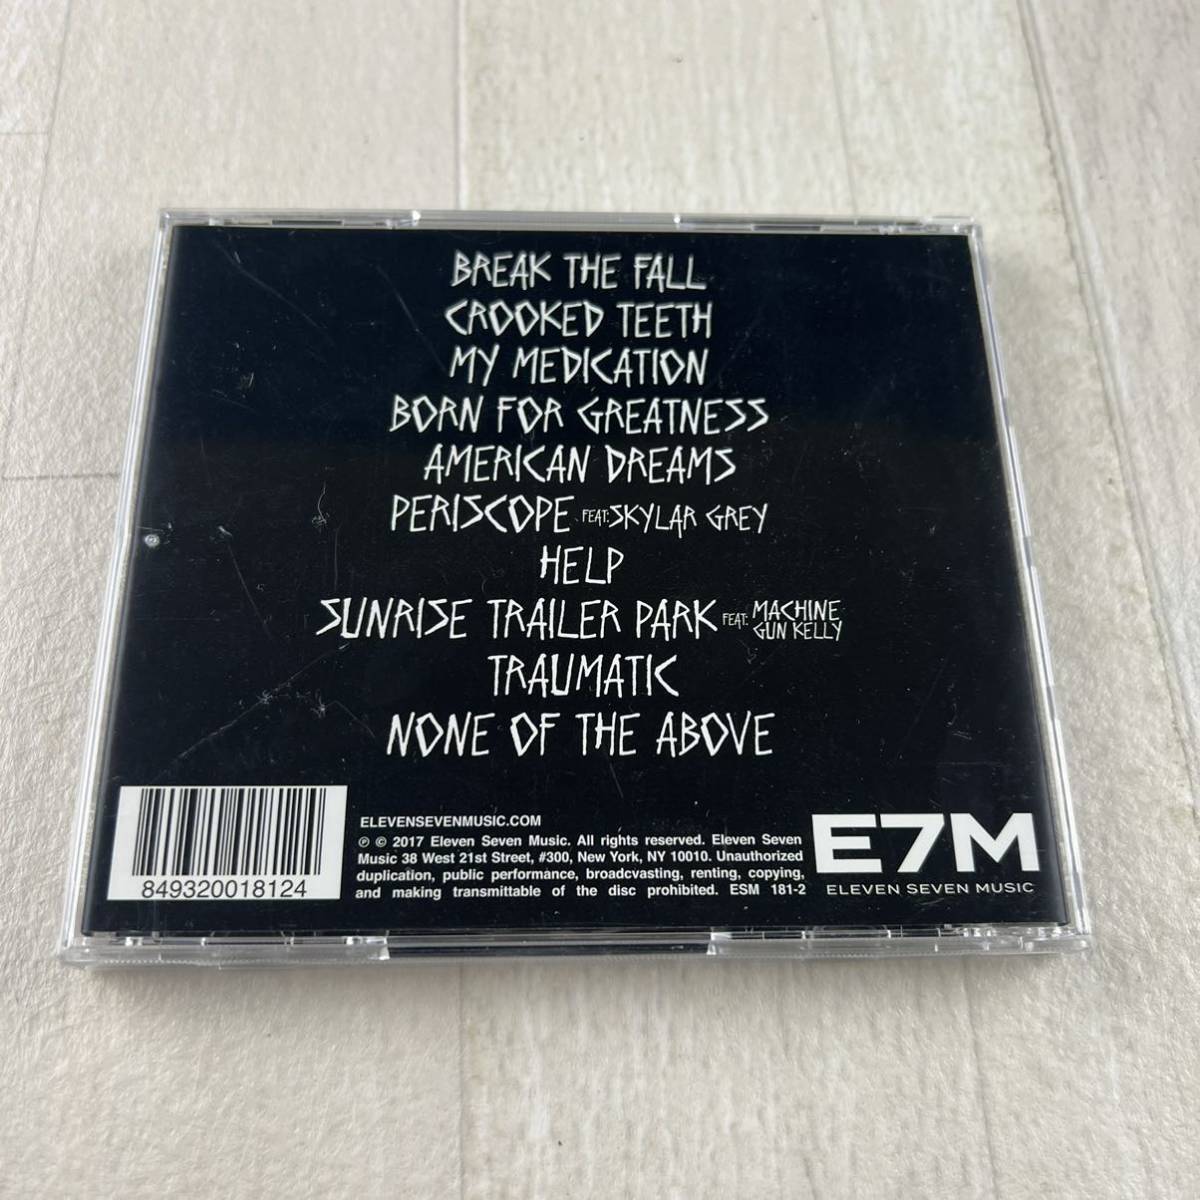 BREAK THE FALL
CROOKED TEETH
MY MEDICATION
BORN FOR GREATNESS
AMERICAN DREAMS
PERISCOPE FEAT. SKYLAR GREY
HELP
SUNRISE TRAILER PARK FEAT. MACHINE GUN KELLY
TRAUMATIC
NONE OF THE ABOVE
849320018124
ELEVENSEVENMUSIC.COM
℗ © 2017 Eleven Seven Music. All rights reserved. Eleven Seven
Music 38 West 21st Street, #300, New York, NY 10010. Unauthorized
duplication, public performance, broadcvasting, renting, copying,
and making transmittable of the disc prohibited. ESM 181-2
E7M
ELEVEN SEVEN MUSIC